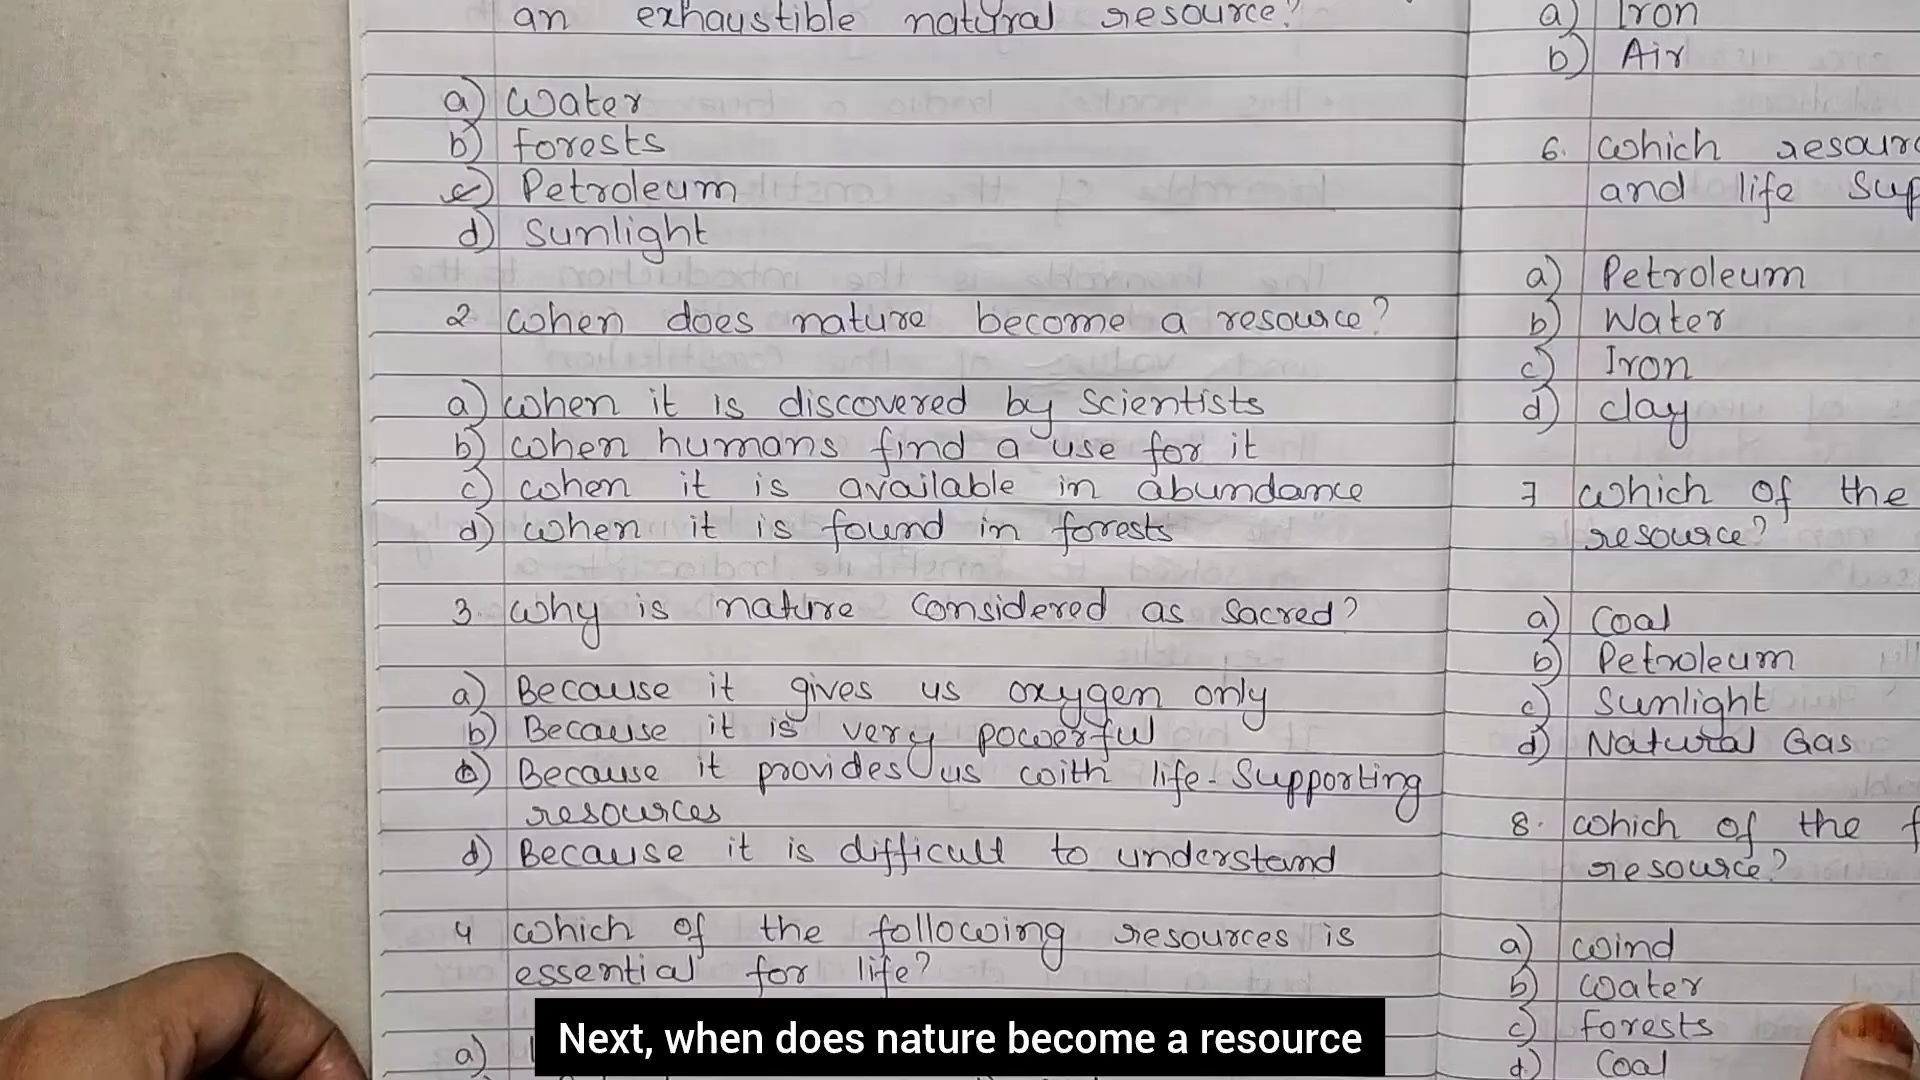 an exhaustible natural resource?
a) Water
b) Forests
c) Petroleum
d) Sunlight
2. When does nature become a resource?
a) When it is discovered by Scientists
b) When humans find a use for it
c) When it is available in abundance
d) When it is found in forests
3. Why is nature Considered as Sacred?
a) Because it gives us oxygen only
b) Because it is very powerful
c) Because it provides us with life-Supporting
resources
d) Because it is difficult to understand
4 Which of the following resources is
essential for life?
a)
a) Iron
b) Air
6. Which
and life
a) Petroleum
b) Water
c) Iron
d) clay
7 Which of the
resource?
a) Coal
b) Petroleum
c) Sunlight
d) Natural Gas
8. Which of the
resource?
a) Wind
b) Water
c) Forests
d) Coal
Next, when does nature become a resource